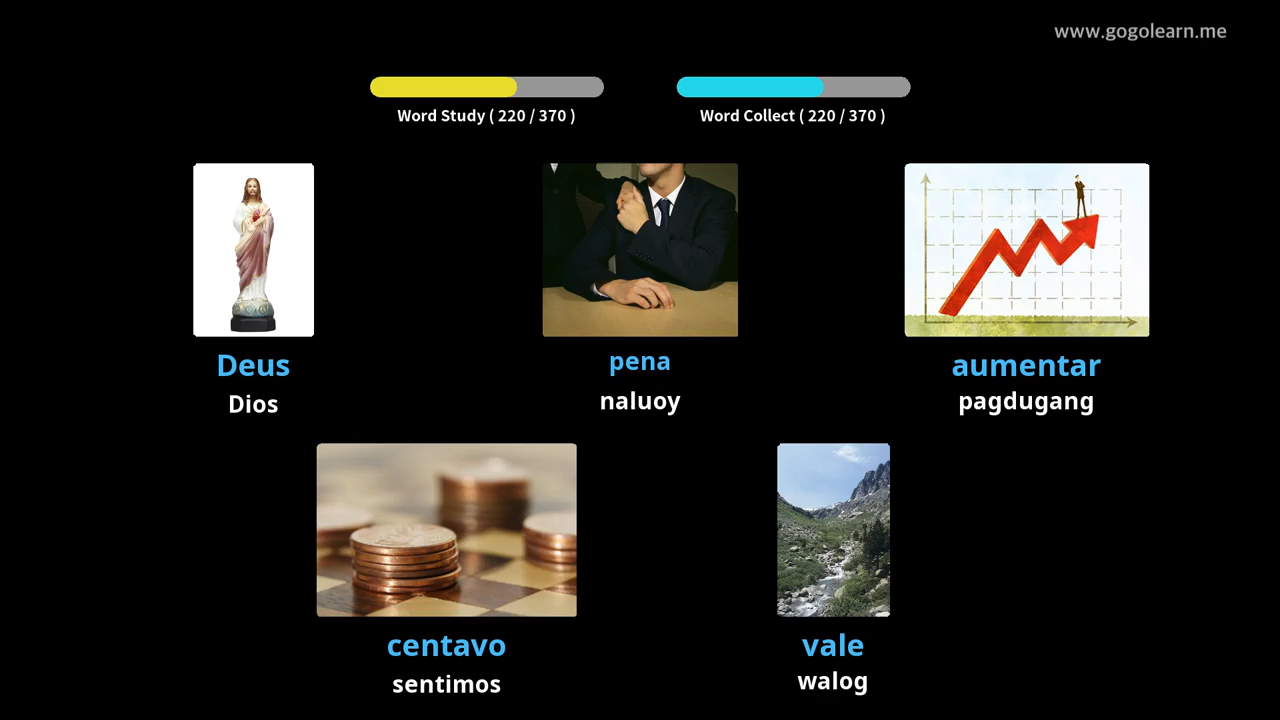 www.gogolearn.me
Word Study ( 220 / 370 )
Word Collect ( 220 / 370 )
Deus
Dios
pena
naluoy
aumentar
pagdugang
centavo
sentimos
vale
walog